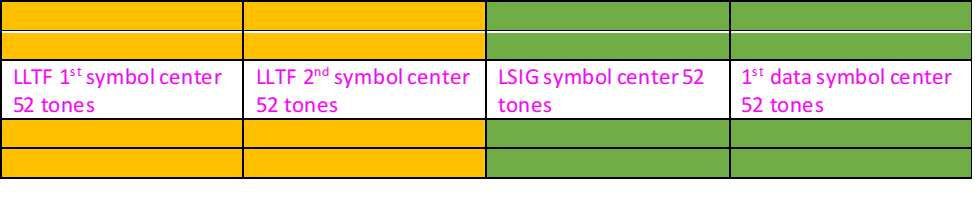 LLTF 1st symbol center
52 tones
LLTF 2nd symbol center
52 tones
LSIG symbol center 52
tones
1st data symbol center
52 tones